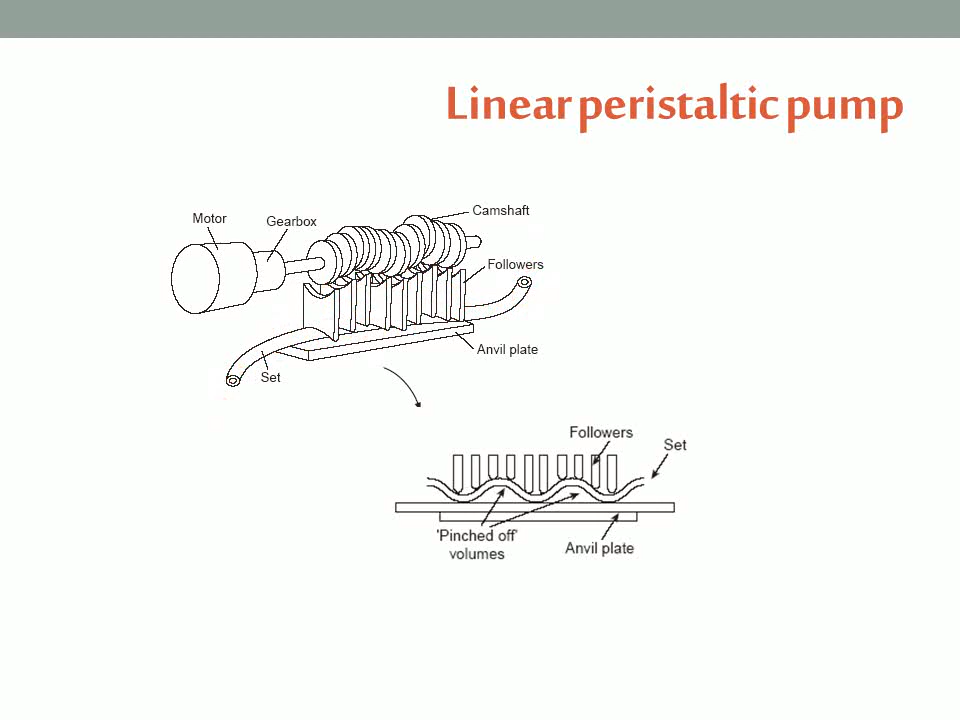 Linear peristaltic pump
Motor
Gearbox
Camshaft
Followers
Anvil plate
Set
Followers
Set
'Pinched off'
volumes
Anvil plate